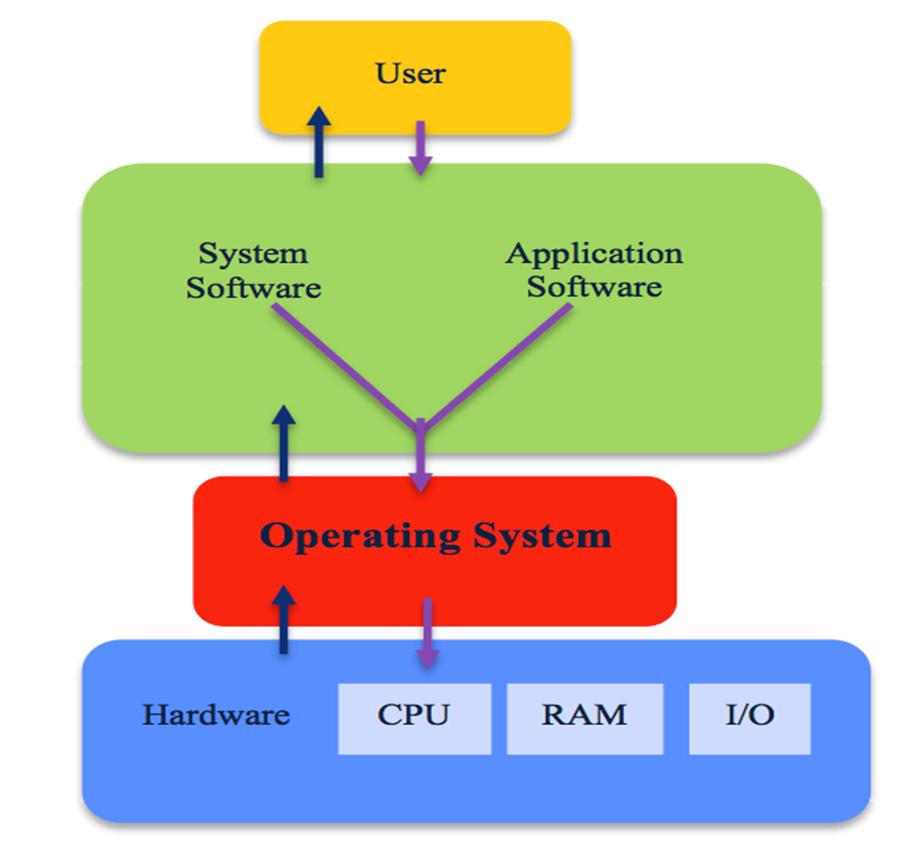 User
System
Software
Application
Software
Operating System
Hardware
CPU
RAM
I/O